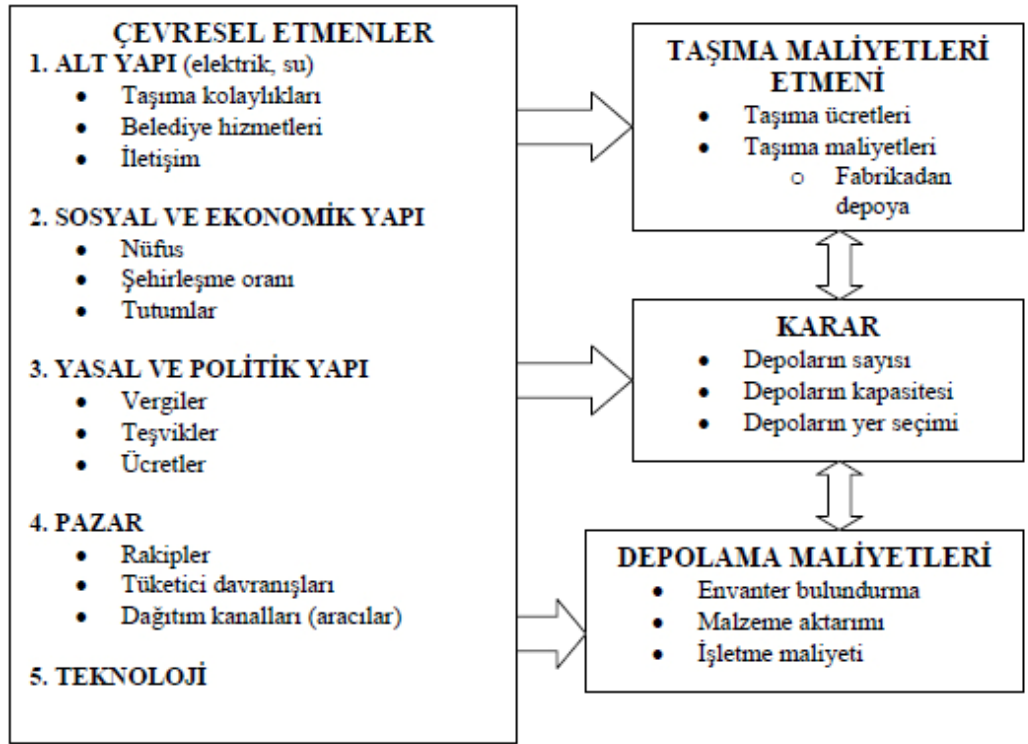 ÇEVRESEL ETMENLER
1. ALT YAPI (elektrik, su)
● Taşıma kolaylıkları
● Belediye hizmetleri
● İletişim
2. SOSYAL VE EKONOMİK YAPI
● Nüfus
● Şehirleşme oranı
● Tutumlar
3. YASAL VE POLİTİK YAPI
● Vergiler
● Teşvikler
● Ücretler
4. PAZAR
● Rakipler
● Tüketici davranışları
● Dağıtım kanalları (aracılar)
5. TEKNOLOJİ
TAŞIMA MALİYETLERİ
ETMENİ
● Taşıma ücretleri
● Taşıma maliyetleri
o Fabrikadan
depoya
KARAR
● Depoların sayısı
● Depoların kapasitesi
● Depoların yer seçimi
DEPOLAMA MALİYETLERİ
● Envanter bulundurma
● Malzeme aktarımı
● İşletme maliyeti